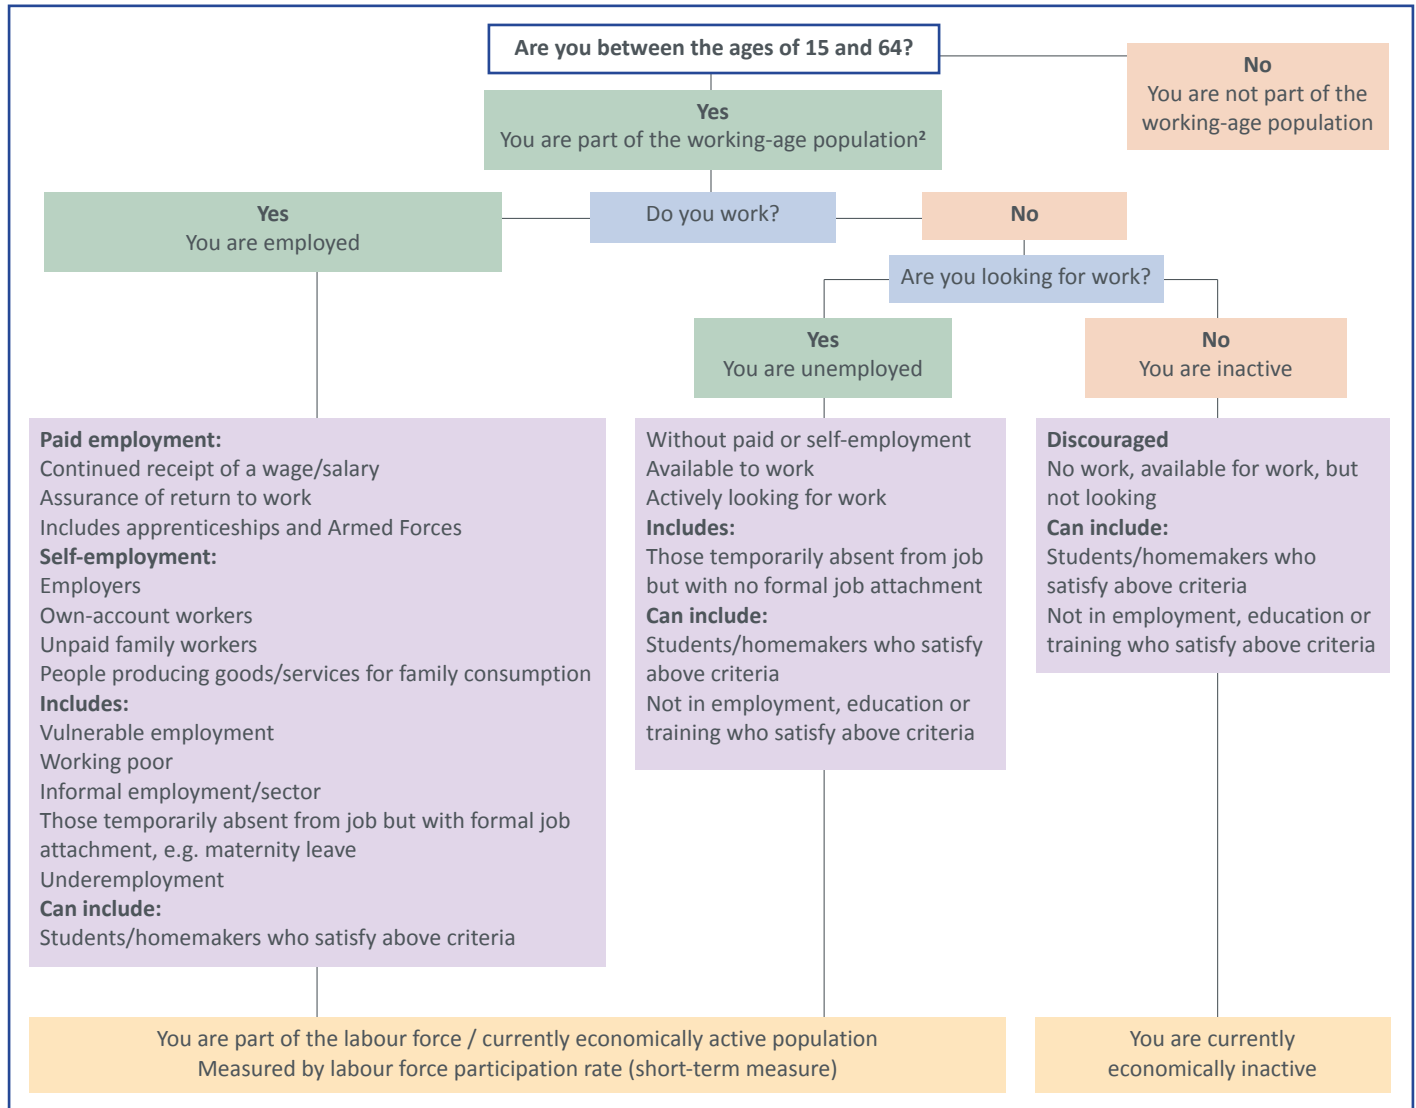 Are you between the ages of 15 and 64?
No
You are not part of the
working-age population
Yes
You are part of the working-age population²
Yes
You are employed
Do you work?
No
Are you looking for work?
Yes
You are unemployed
No
You are inactive
Paid employment:
Continued receipt of a wage/salary
Assurance of return to work
Includes apprenticeships and Armed Forces
Self-employment:
Employers
Own-account workers
Unpaid family workers
People producing goods/services for family consumption
Includes:
Vulnerable employment
Working poor
Informal employment/sector
Those temporarily absent from job but with formal job
attachment, e.g. maternity leave
Underemployment
Can include:
Students/homemakers who satisfy above criteria
Without paid or self-employment
Available to work
Actively looking for work
Includes:
Those temporarily absent from job
but with no formal job attachment
Can include:
Students/homemakers who satisfy
above criteria
Not in employment, education or
training who satisfy above criteria
Discouraged
No work, available for work, but
not looking
Can include:
Students/homemakers who
satisfy above criteria
Not in employment, education or
training who satisfy above criteria
You are part of the labour force / currently economically active population
Measured by labour force participation rate (short-term measure)
You are currently
economically inactive